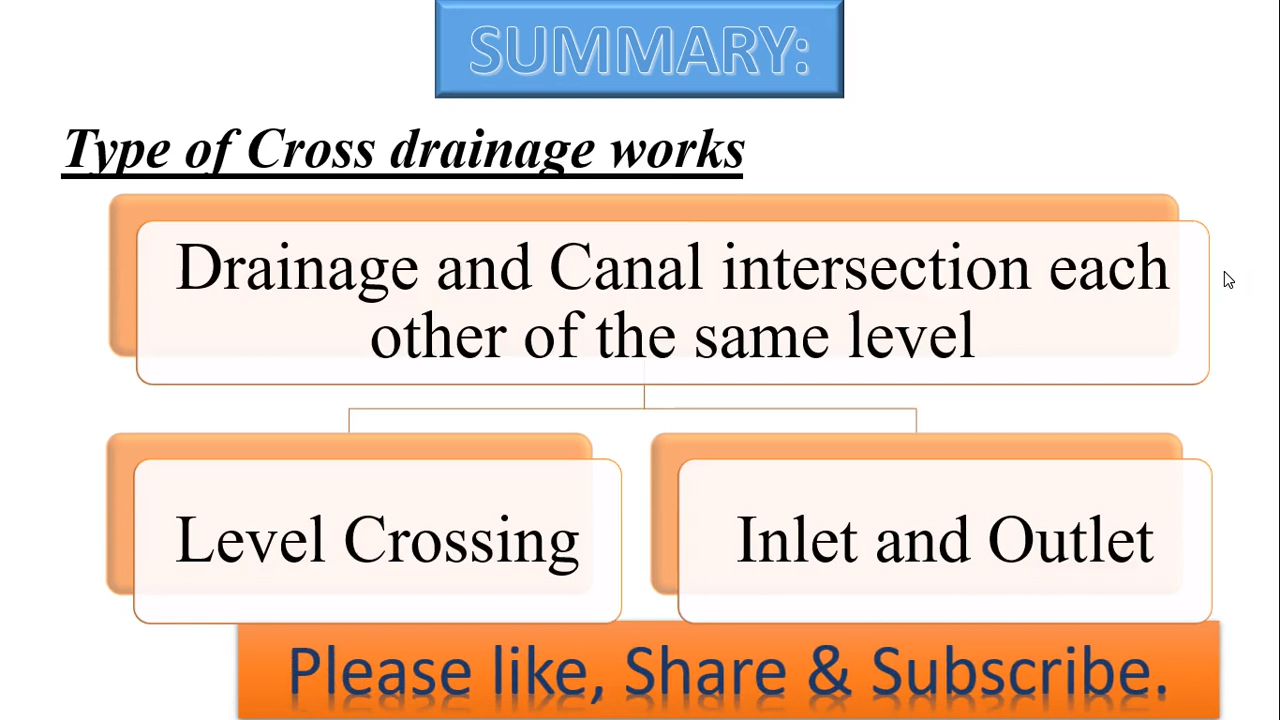 SUMMARY:
Type of Cross drainage works
Drainage and Canal intersection each
other of the same level
Level Crossing
Inlet and Outlet
Please like, Share & Subscribe.